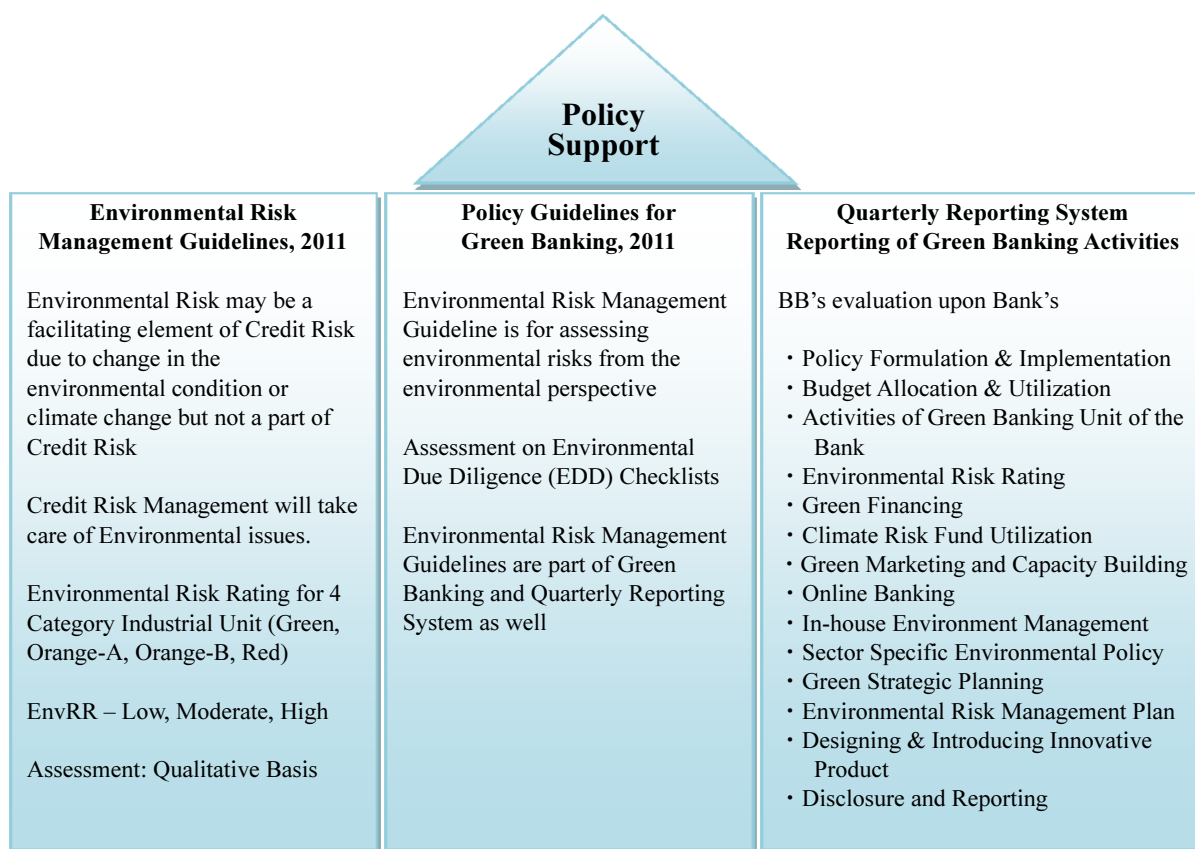 Policy
Support
Environmental Risk
Management Guidelines, 2011
Environmental Risk may be a
facilitating element of Credit Risk
due to change in the
environmental condition or
climate change but not a part of
Credit Risk
Credit Risk Management will take
care of Environmental issues.
Environmental Risk Rating for 4
Category Industrial Unit (Green,
Orange-A, Orange-B, Red)
EnvRR – Low, Moderate, High
Assessment: Qualitative Basis
Policy Guidelines for
Green Banking, 2011
Environmental Risk Management
Guideline is for assessing
environmental risks from the
environmental perspective
Assessment on Environmental
Due Diligence (EDD) Checklists
Environmental Risk Management
Guidelines are part of Green
Banking and Quarterly Reporting
System as well
Quarterly Reporting System
Reporting of Green Banking Activities
BB's evaluation upon Bank's
・Policy Formulation & Implementation
・Budget Allocation & Utilization
・Activities of Green Banking Unit of the
Bank
・Environmental Risk Rating
・Green Financing
・Climate Risk Fund Utilization
・Green Marketing and Capacity Building
・Online Banking
・In-house Environment Management
・Sector Specific Environmental Policy
・Green Strategic Planning
・Environmental Risk Management Plan
・Designing & Introducing Innovative
Product
・Disclosure and Reporting